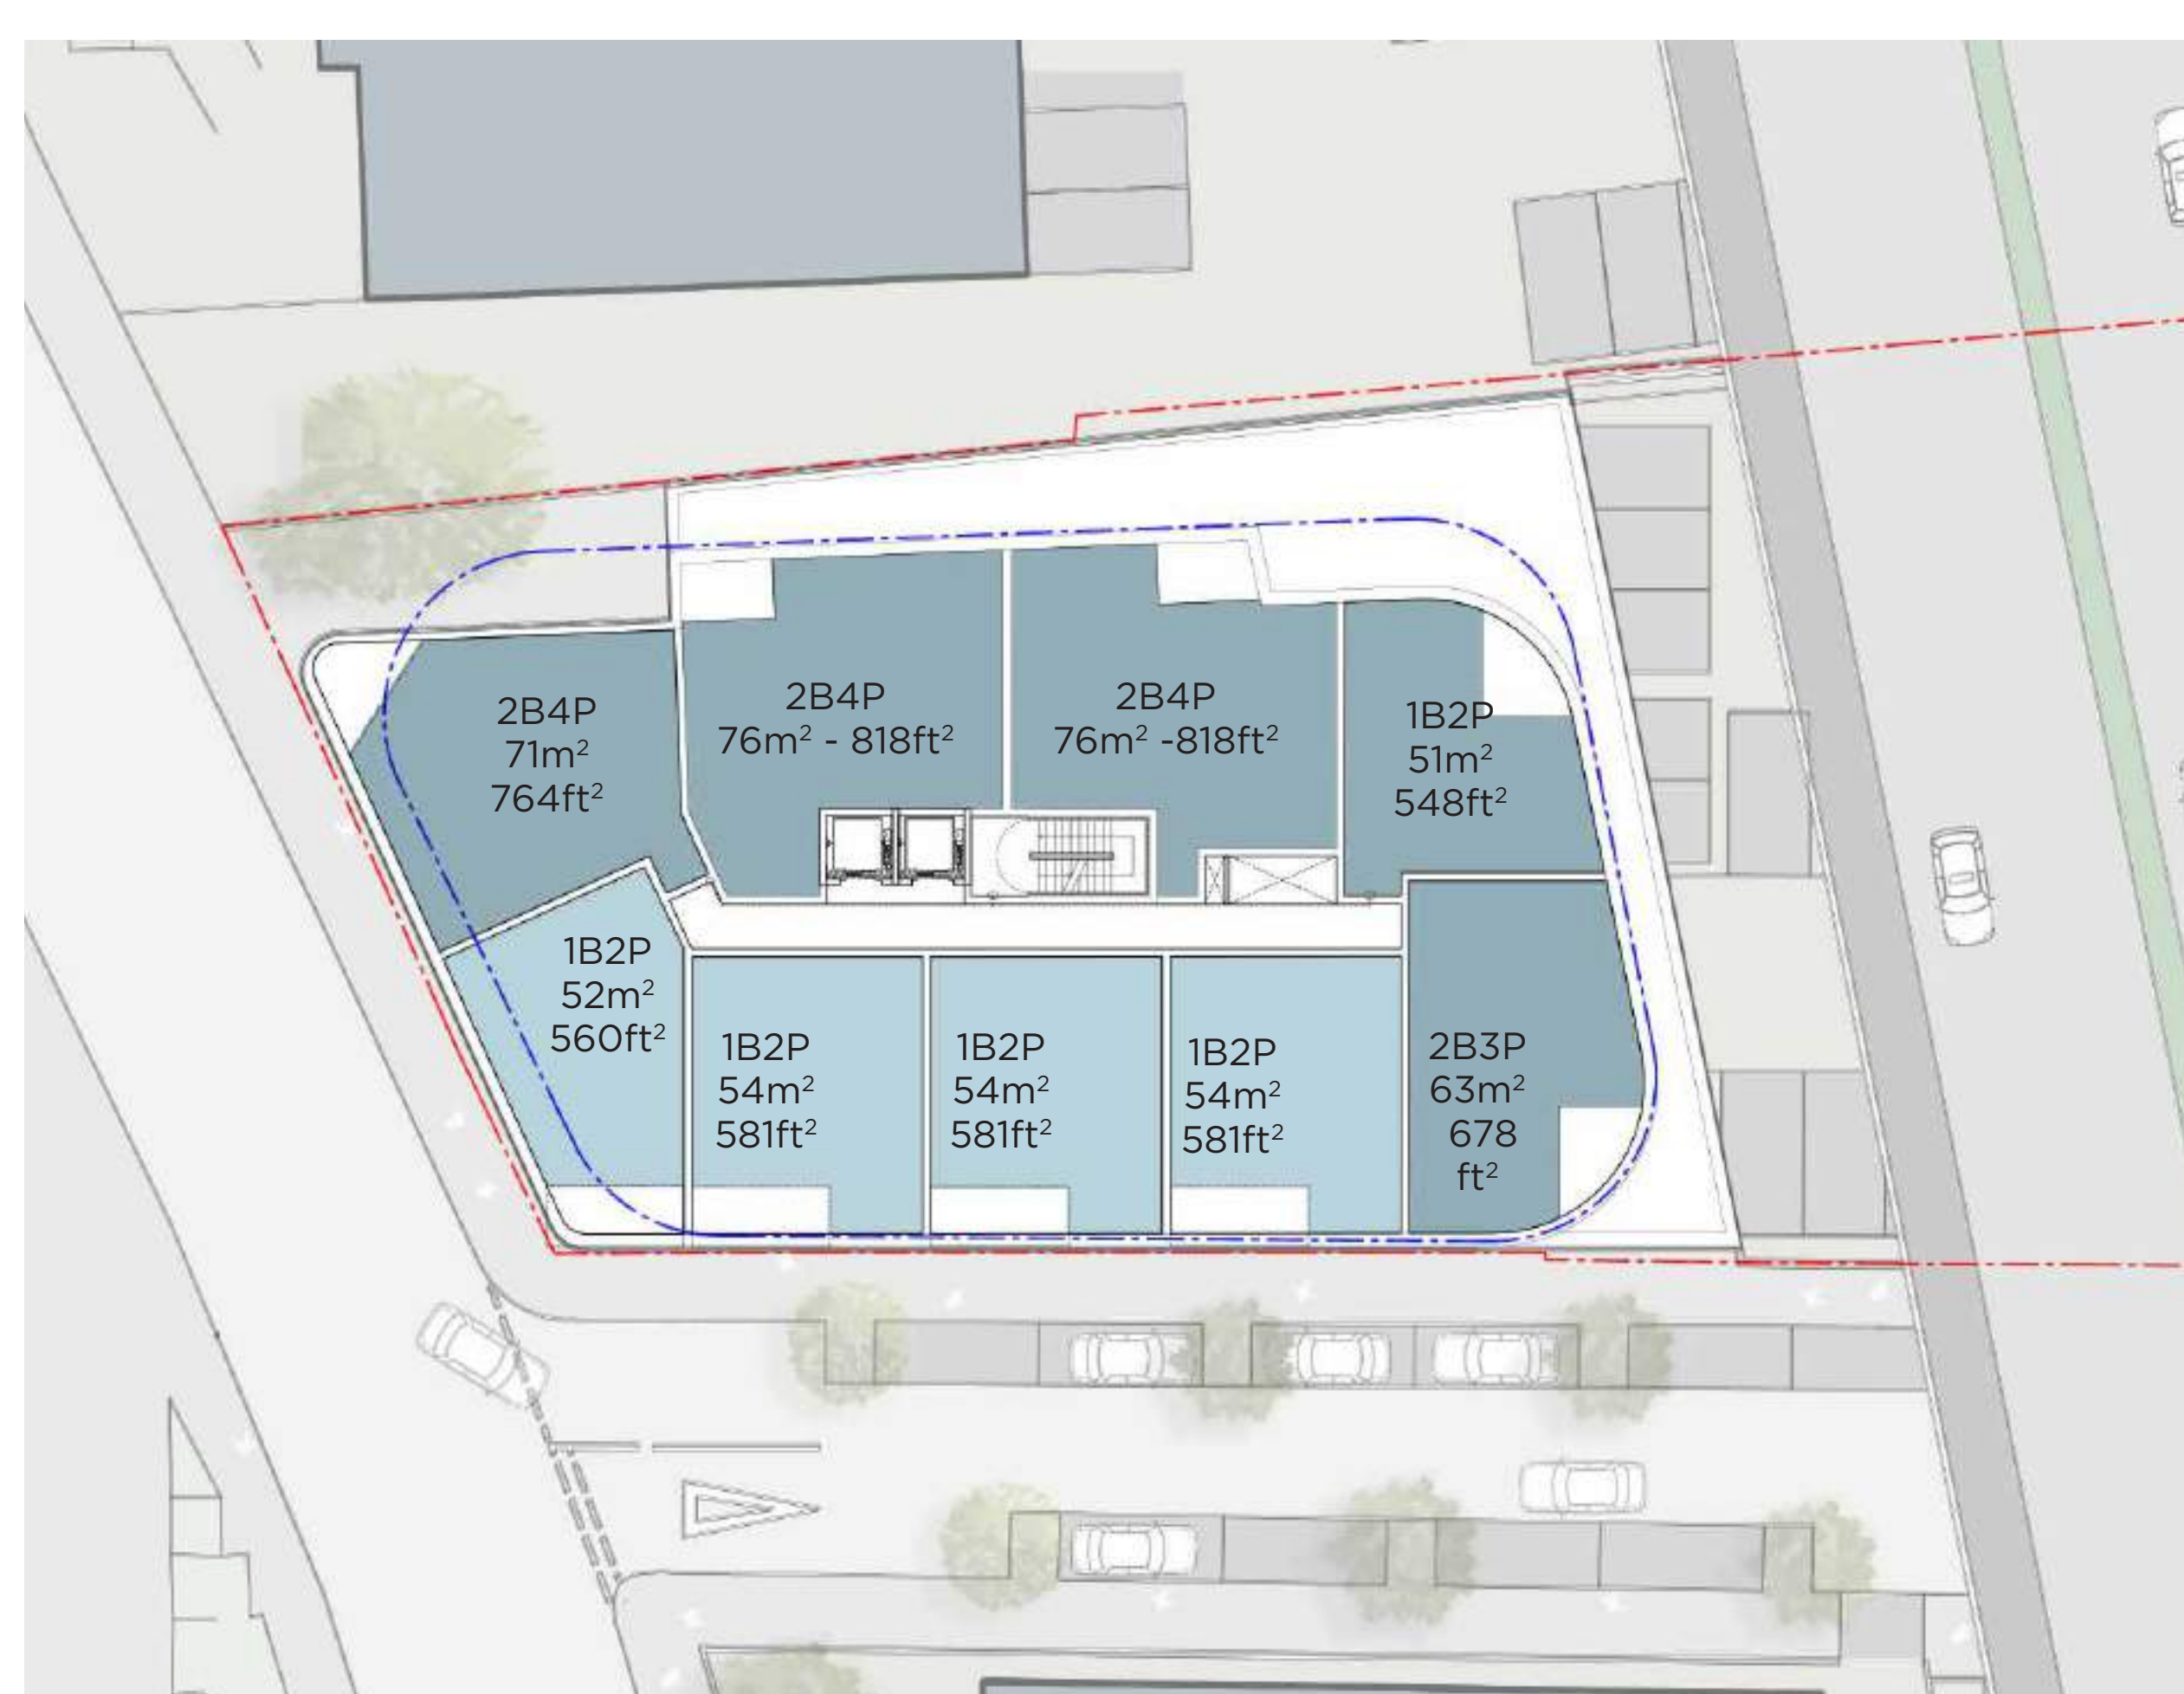 2B4P
71m²
764ft²
2B4P
76m² - 818ft²
2B4P
76m² -818ft²
1B2P
51m²
548ft²
1B2P
52m²
560ft²
1B2P
54m²
581ft²
1B2P
54m²
581ft²
1B2P
54m²
581ft²
2B3P
63m²
678
ft²